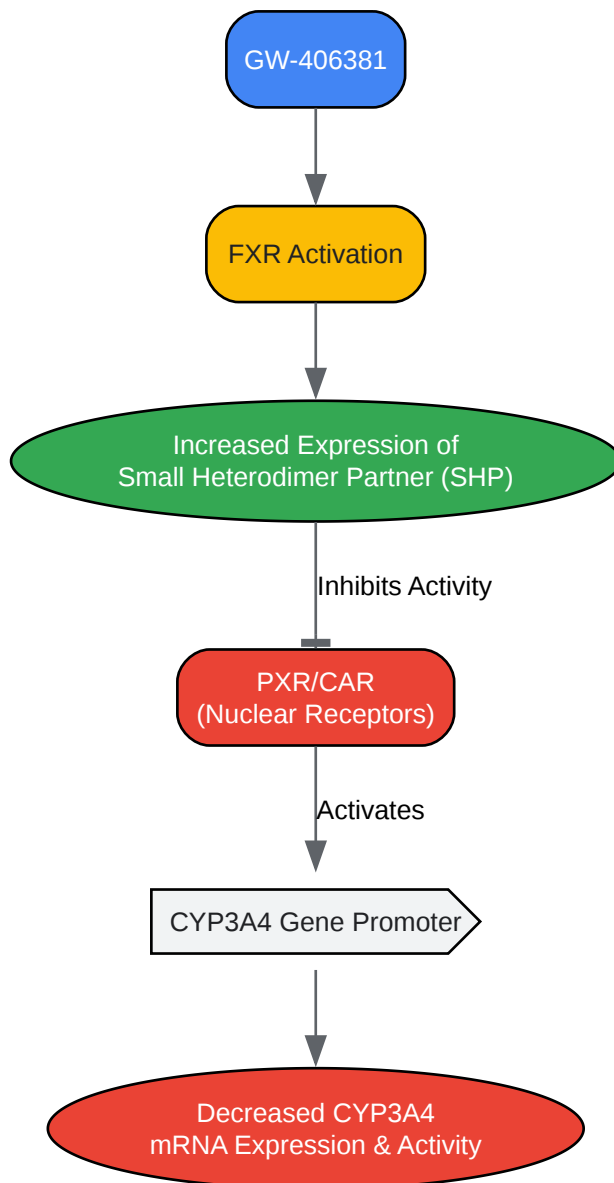 GW-406381
FXR Activation
Increased Expression of
Small Heterodimer Partner (SHP)
Inhibits Activity
PXR/CAR
(Nuclear Receptors)
Activates
CYP3A4 Gene Promoter
Decreased CYP3A4
mRNA Expression & Activity